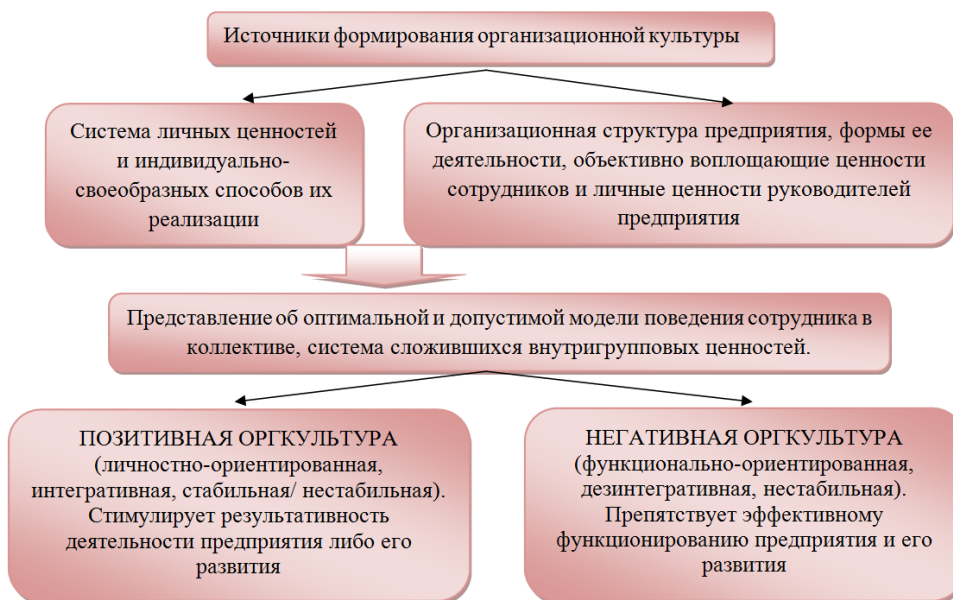 Источники формирования организационной культуры
Система личных ценностей
и индивидуально-
своеобразных способов их
реализации
Организационная структура предприятия, формы ее
деятельности, объективно воплощающие ценности
сотрудников и личные ценности руководителей
предприятия
Представление об оптимальной и допустимой модели поведения сотрудника в
коллективе, система сложившихся внутригрупповых ценностей.
ПОЗИТИВНАЯ ОРГКУЛЬТУРА
(личностно-ориентированная,
интегративная, стабильная/ нестабильная).
Стимулирует результативность
деятельности предприятия либо его
развития
НЕГАТИВНАЯ ОРГКУЛЬТУРА
(функционально-ориентированная,
дезинтегративная, нестабильная).
Препятствует эффективному
функционированию предприятия и его
развития